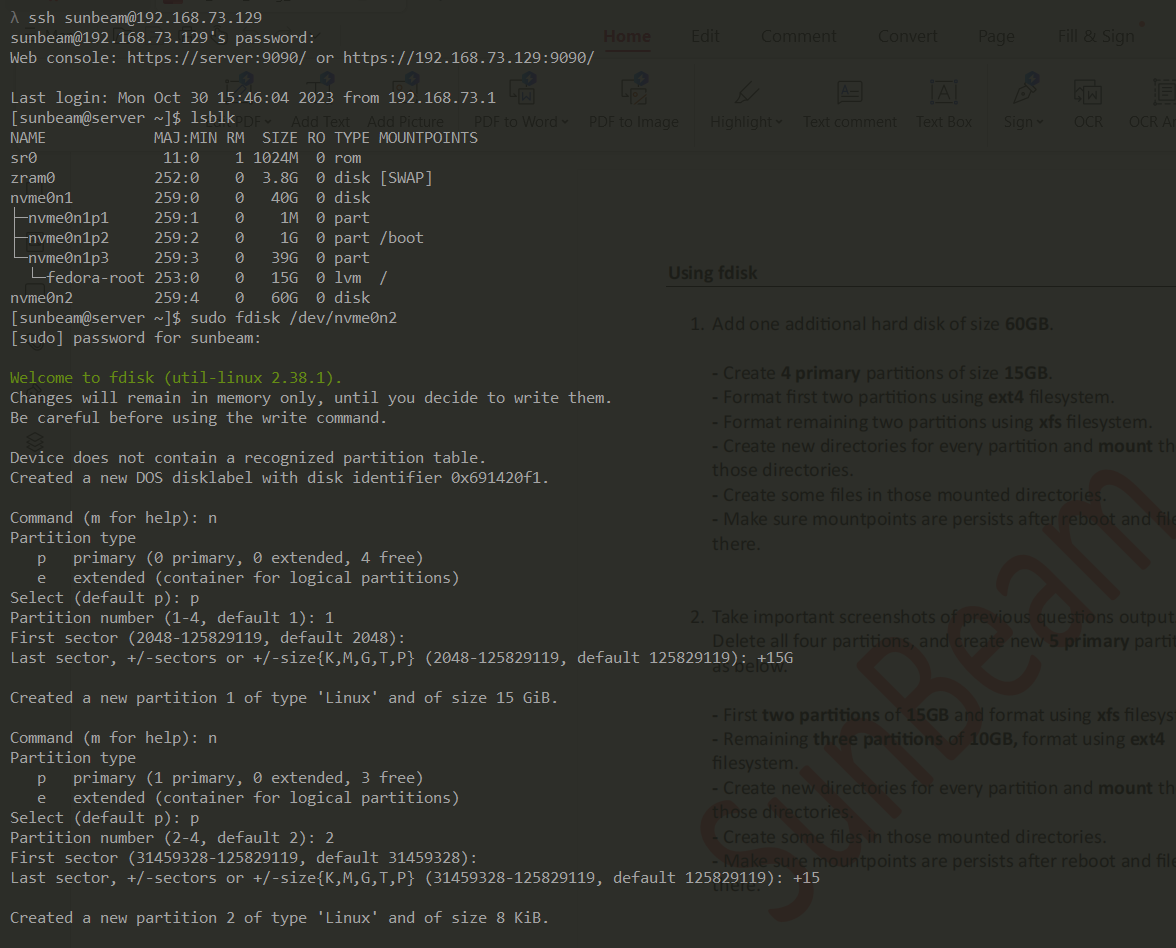 λ ssh sunbeam@192.168.73.129
sunbeam@192.168.73.129's password:
Web console: https://server:9090/ or https://192.168.73.129:9090/
Last login: Mon Oct 30 15:46:04 2023 from 192.168.73.1
[sunbeam@server ~]$ lsblk
NAME            MAJ:MIN RM  SIZE RO TYPE MOUNTPOINTS
sr0              11:0    1 1024M  0 rom
zram0           252:0    0  3.8G  0 disk [SWAP]
nvme0n1         259:0    0   40G  0 disk
├─nvme0n1p1     259:1    0    1M  0 part
├─nvme0n1p2     259:2    0    1G  0 part /boot
└─nvme0n1p3     259:3    0   39G  0 part
  └─fedora-root 253:0    0   15G  0 lvm  /
nvme0n2         259:4    0   60G  0 disk
[sunbeam@server ~]$ sudo fdisk /dev/nvme0n2
[sudo] password for sunbeam:
Welcome to fdisk (util-linux 2.38.1).
Changes will remain in memory only, until you decide to write them.
Be careful before using the write command.
Device does not contain a recognized partition table.
Created a new DOS disklabel with disk identifier 0x691420f1.
Command (m for help): n
Partition type
   p   primary (0 primary, 0 extended, 4 free)
   e   extended (container for logical partitions)
Select (default p): p
Partition number (1-4, default 1): 1
First sector (2048-125829119, default 2048):
Last sector, +/-sectors or +/-size{K,M,G,T,P} (2048-125829119, default 125829119): +15G
Created a new partition 1 of type 'Linux' and of size 15 GiB.
Command (m for help): n
Partition type
   p   primary (1 primary, 0 extended, 3 free)
   e   extended (container for logical partitions)
Select (default p): p
Partition number (2-4, default 2): 2
First sector (31459328-125829119, default 31459328):
Last sector, +/-sectors or +/-size{K,M,G,T,P} (31459328-125829119, default 125829119): +15
Created a new partition 2 of type 'Linux' and of size 8 KiB.
Home Edit Comment Convert Page Fill & Sign
PDF Add Text Add Picture PDF to Word PDF to Image Highlight Text comment Text Box Sign OCR OCR
Using fdisk
1. Add one additional hard disk of size 60GB.
- Create 4 primary partitions of size 15GB.
- Format first two partitions using ext4 filesystem.
- Format remaining two partitions using xfs filesystem.
- Create new directories for every partition and mount
those directories.
- Create some files in those mounted directories.
- Make sure mountpoints are persists after reboot and
there.
2. Take important screenshots of previous questions output.
Delete all four partitions, and create new 5 primary
as below.
- First two partitions of 15GB and format using xfs
- Remaining three partitions of 10GB, format using ext4
filesystem.
- Create new directories for every partition and mount
those directories.
- Create some files in those mounted directories.
- Make sure mountpoints are persists after reboot and
there.
SunBeam